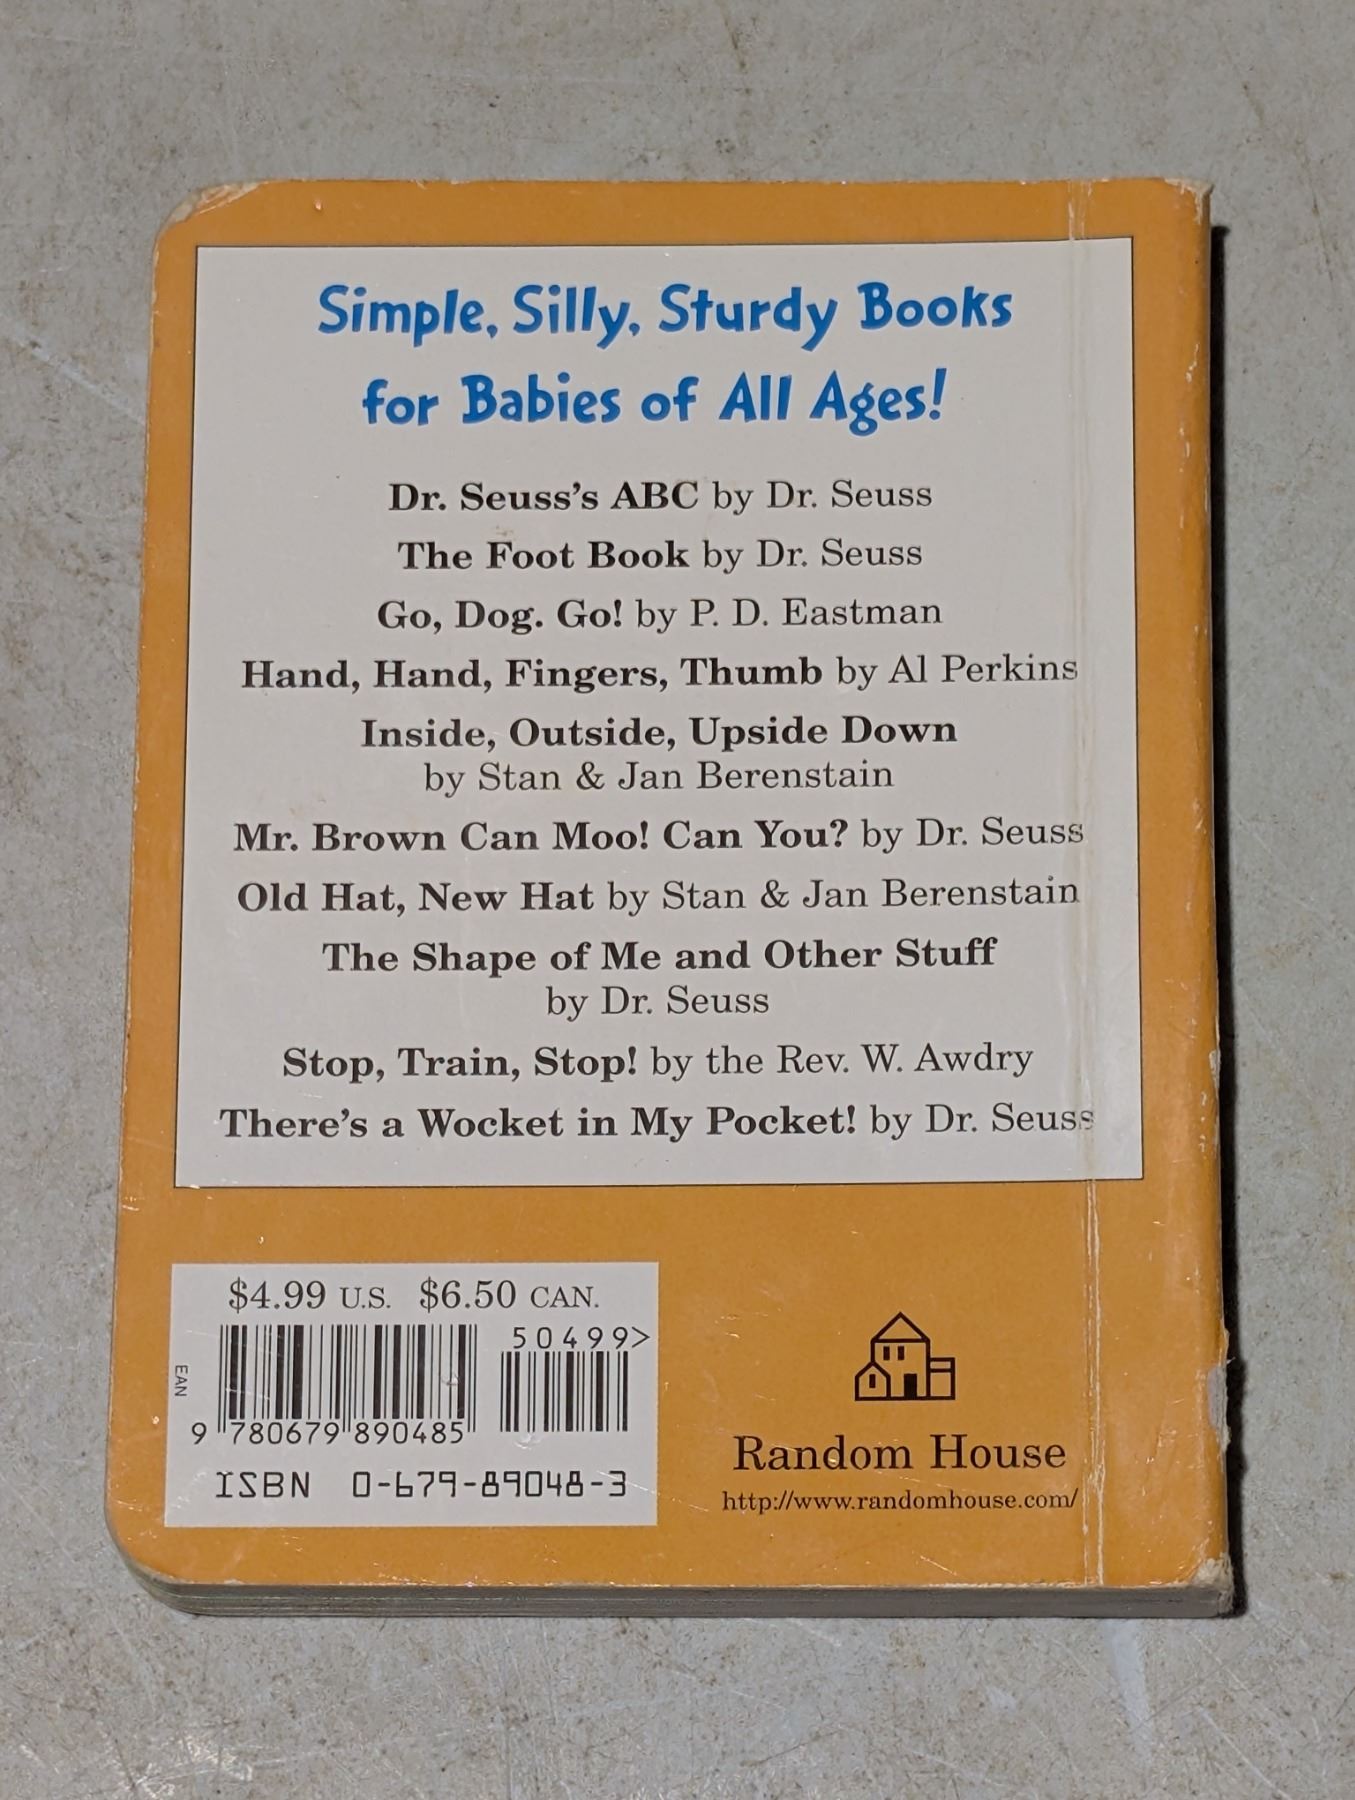 Simple, Silly, Sturdy Books
for Babies of All Ages!
Dr. Seuss's ABC by Dr. Seuss
The Foot Book by Dr. Seuss
Go, Dog. Go! by P. D. Eastman
Hand, Hand, Fingers, Thumb by Al Perkins
Inside, Outside, Upside Down
by Stan & Jan Berenstain
Mr. Brown Can Moo! Can You? by Dr. Seuss
Old Hat, New Hat by Stan & Jan Berenstain
The Shape of Me and Other Stuff
by Dr. Seuss
Stop, Train, Stop! by the Rev. W. Awdry
There's a Wocket in My Pocket! by Dr. Seuss
$4.99 U.S. $6.50 CAN.
50499>
EAN
9 780679 890485
ISBN 0-679-89048-3
Random House
http://www.randomhouse.com/